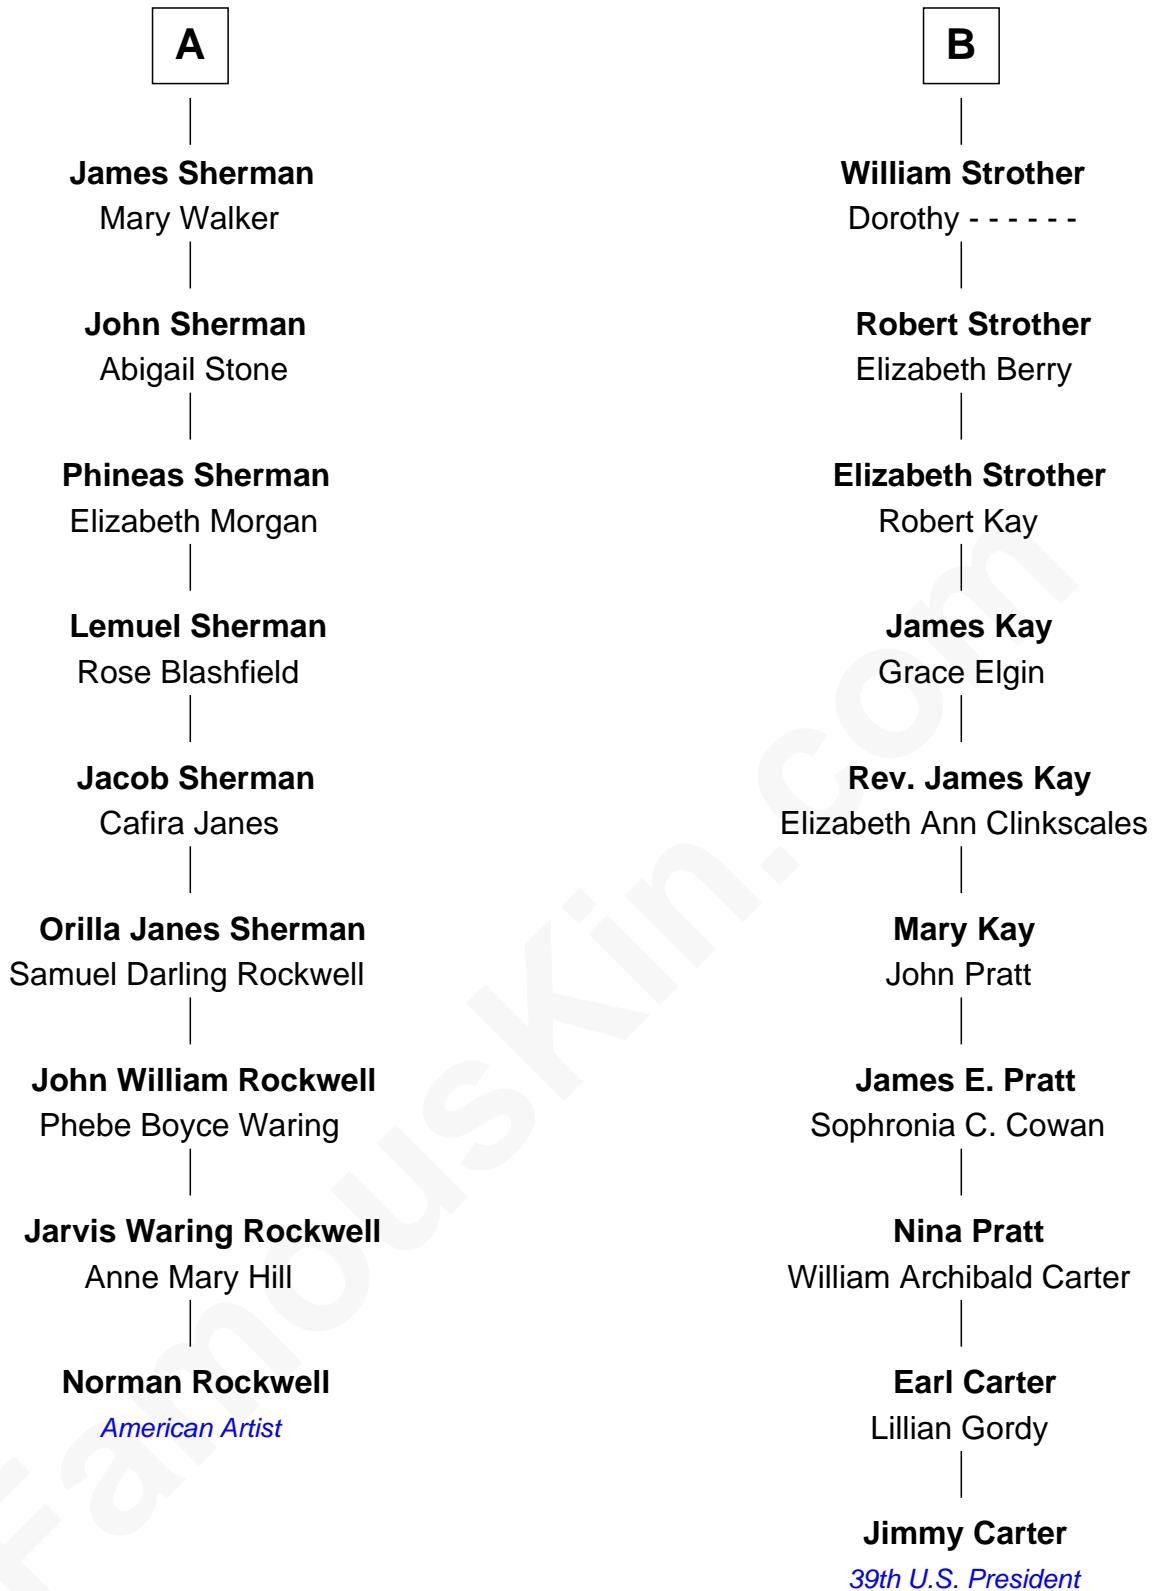 A
James Sherman
Mary Walker
John Sherman
Abigail Stone
Phineas Sherman
Elizabeth Morgan
Lemuel Sherman
Rose Blashfield
Jacob Sherman
Cafira Janes
Orilla Janes Sherman
Samuel Darling Rockwell
John William Rockwell
Phebe Boyce Waring
Jarvis Waring Rockwell
Anne Mary Hill
Norman Rockwell
American Artist
B
William Strother
Dorothy - - - - - -
Robert Strother
Elizabeth Berry
Elizabeth Strother
Robert Kay
James Kay
Grace Elgin
Rev. James Kay
Elizabeth Ann Clinkscales
Mary Kay
John Pratt
James E. Pratt
Sophronia C. Cowan
Nina Pratt
William Archibald Carter
Earl Carter
Lillian Gordy
Jimmy Carter
39th U.S. President
FamousKin.com